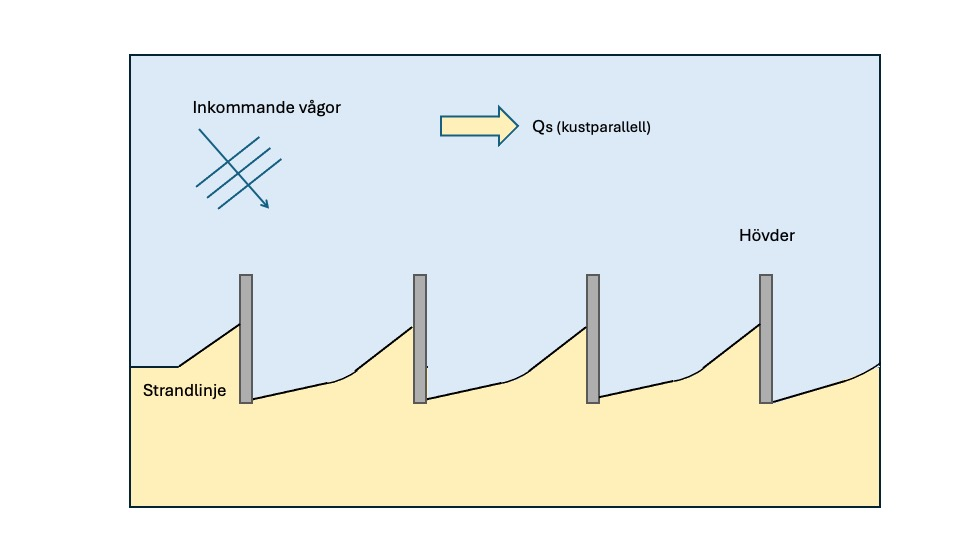 Inkommande vågor
Qs (kustparallell)
Hövder
Strandlinje